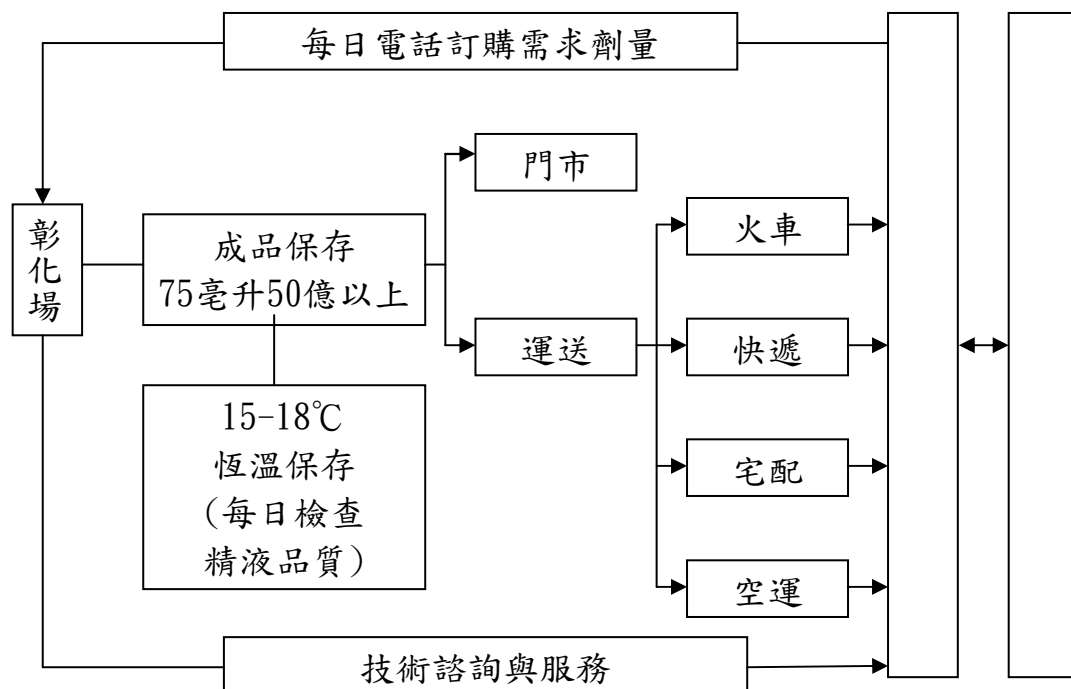 每日電話訂購需求劑量
門市
彰化場
成品保存
75毫升50億以上
火車
運送
快遞
15-18℃
恆溫保存
(每日檢查
精液品質)
宅配
空運
技術諮詢與服務